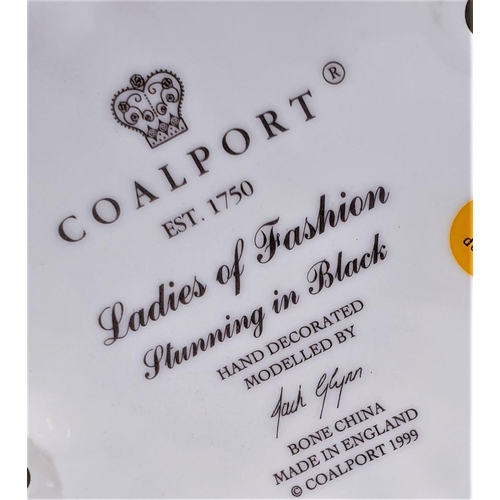 COALPORT®
EST. 1750
Ladies of Fashion
Stunning in Black
HAND DECORATED
MODELLED BY
Jack Glynn.
BONE CHINA
MADE IN ENGLAND
© COALPORT 1999